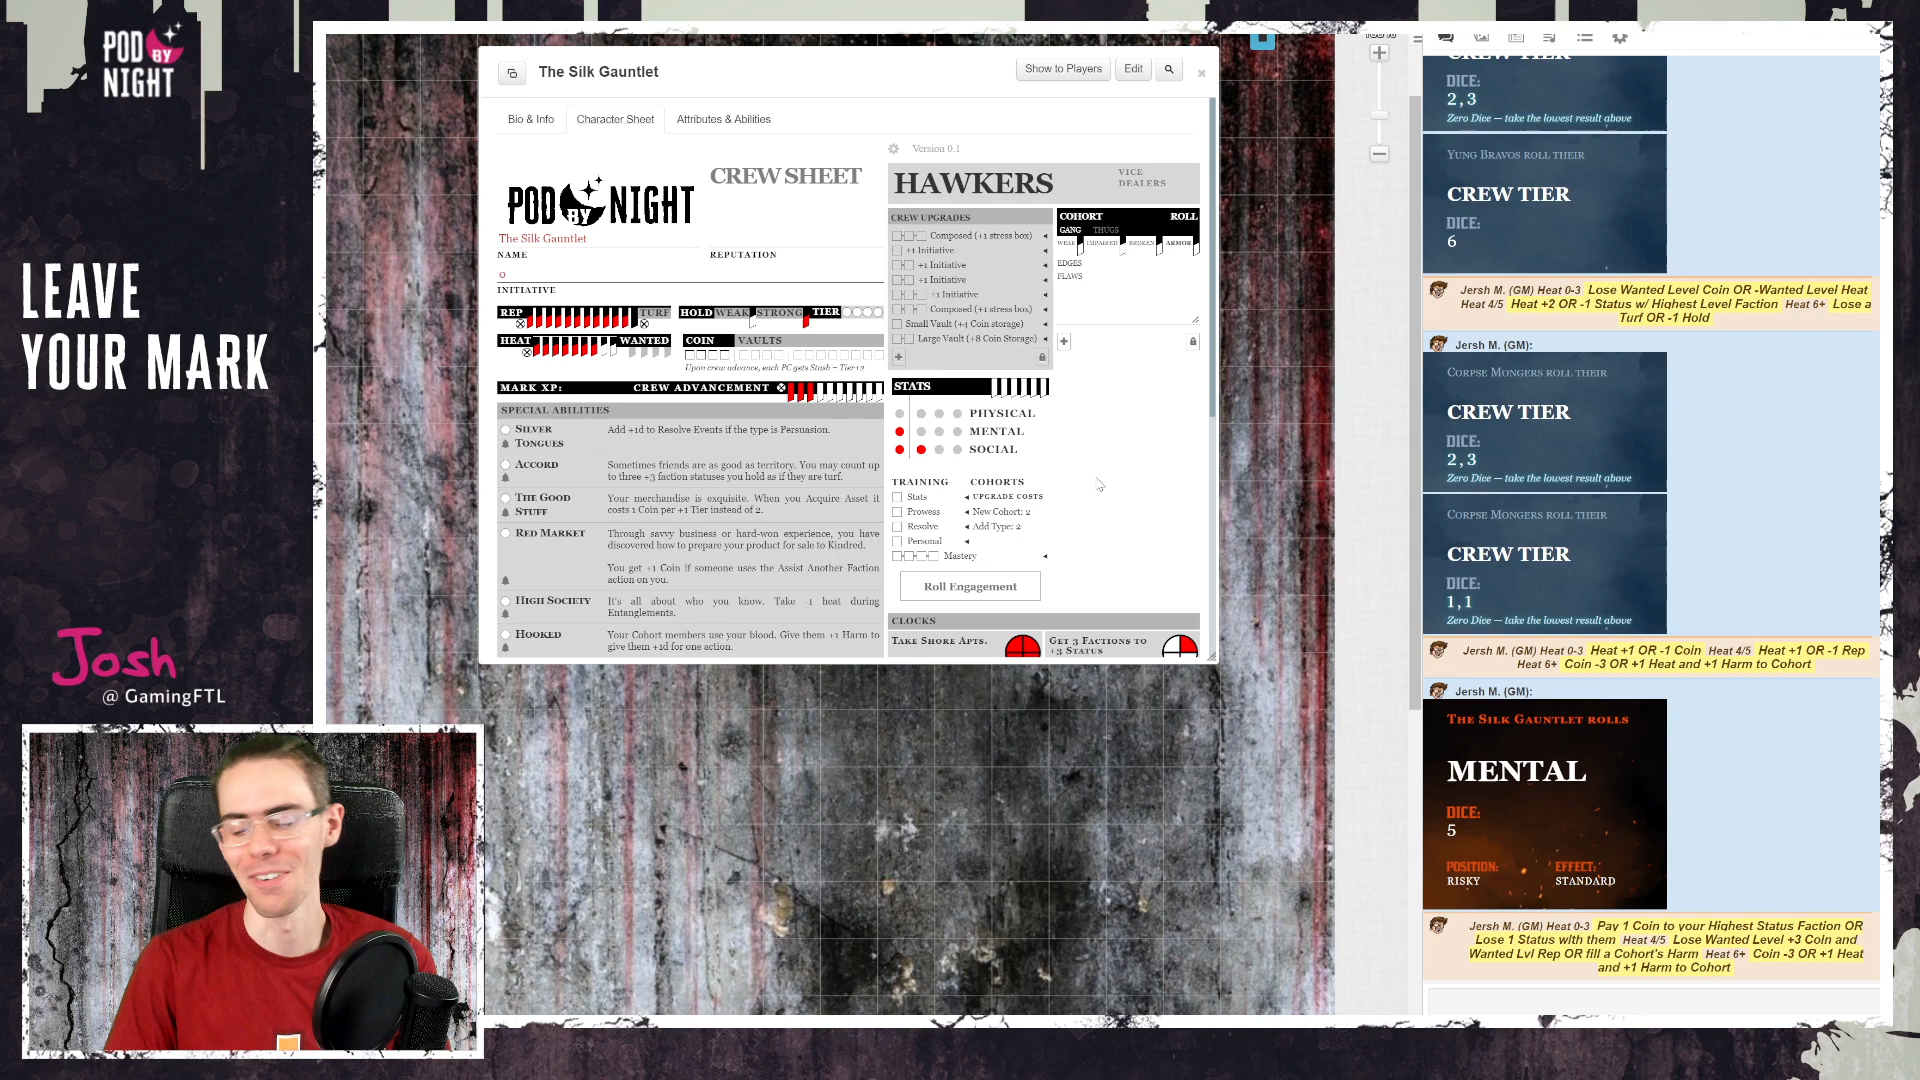 POD BY NIGHT
LEAVE
YOUR MARK
Josh
@ GamingFTL
The Silk Gauntlet
Show to Players
Edit
Bio & Info
Character Sheet
Attributes & Abilities
Version 0.1
POD BY NIGHT
CREW SHEET
The Silk Gauntlet
NAME
REPUTATION
0
INITIATIVE
REP
TURF
HOLD WEAK STRONG TIER
HEAT
WANTED
COIN
VAULTS
Upon crew advance, each PC gets Stash = Tier+2
MARK XP:
CREW ADVANCEMENT
SPECIAL ABILITIES
SILVER TONGUES
Add +1d to Resolve Events if the type is Persuasion.
ACCORD
Sometimes friends are as good as territory. You may count up
to three +3 faction statuses you hold as if they are turf.
THE GOOD STUFF
Your merchandise is exquisite. When you Acquire Asset it
costs 1 Coin per +1 Tier instead of 2.
RED MARKET
Through savvy business or hard-won experience, you have
discovered how to prepare your product for sale to Kindred.
You get +1 Coin if someone uses the Assist Another Faction
action on you.
HIGH SOCIETY
It's all about who you know. Take -1 heat during
Entanglements.
HOOKED
Your Cohort members use your blood. Give them +1 Harm to
give them +1d for one action.
HAWKERS
VICE
DEALERS
CREW UPGRADES
Composed (+1 stress box)
+1 Initiative
+1 Initiative
+1 Initiative
+1 Initiative
Composed (+1 stress box)
Small Vault (+4 Coin storage)
Large Vault (+8 Coin Storage)
COHORT
ROLL
GANG
THUGS
WEAK
IMPAIRED
BROKEN
ARMOR
EDGES
FLAWS
STATS
PHYSICAL
MENTAL
SOCIAL
TRAINING
Stats
Prowess
Resolve
Personal
Mastery
COHORTS
UPGRADE COSTS
New Cohort: 2
Add Type: 2
Roll Engagement
CLOCKS
TAKE SHORE APTS.
GET 3 FACTIONS TO
+3 STATUS
CREW TIER
DICE:
2,3
Zero Dice — take the lowest result above
YUNG BRAVOS ROLL THEIR
CREW TIER
DICE:
6
Jersh M. (GM) Heat 0-3 Lose Wanted Level Coin OR -Wanted Level Heat
Heat 4/5 Heat +2 OR -1 Status w/ Highest Level Faction Heat 6+ Lose a
Turf OR -1 Hold
Jersh M. (GM):
CORPSE MONGERS ROLL THEIR
CREW TIER
DICE:
2,3
Zero Dice — take the lowest result above
CORPSE MONGERS ROLL THEIR
CREW TIER
DICE:
1,1
Zero Dice — take the lowest result above
Jersh M. (GM) Heat 0-3 Heat +1 OR -1 Coin Heat 4/5 Heat +1 OR -1 Rep
Heat 6+ Coin -3 OR +1 Heat and +1 Harm to Cohort
Jersh M. (GM):
THE SILK GAUNTLET ROLLS
MENTAL
DICE:
5
POSITION:
RISKY
EFFECT:
STANDARD
Jersh M. (GM) Heat 0-3 Pay 1 Coin to your Highest Status Faction OR
Lose 1 Status with them Heat 4/5 Lose Wanted Level +3 Coin and
Wanted Lvl Rep OR fill a Cohort's Harm Heat 6+ Coin -3 OR +1 Heat
and +1 Harm to Cohort